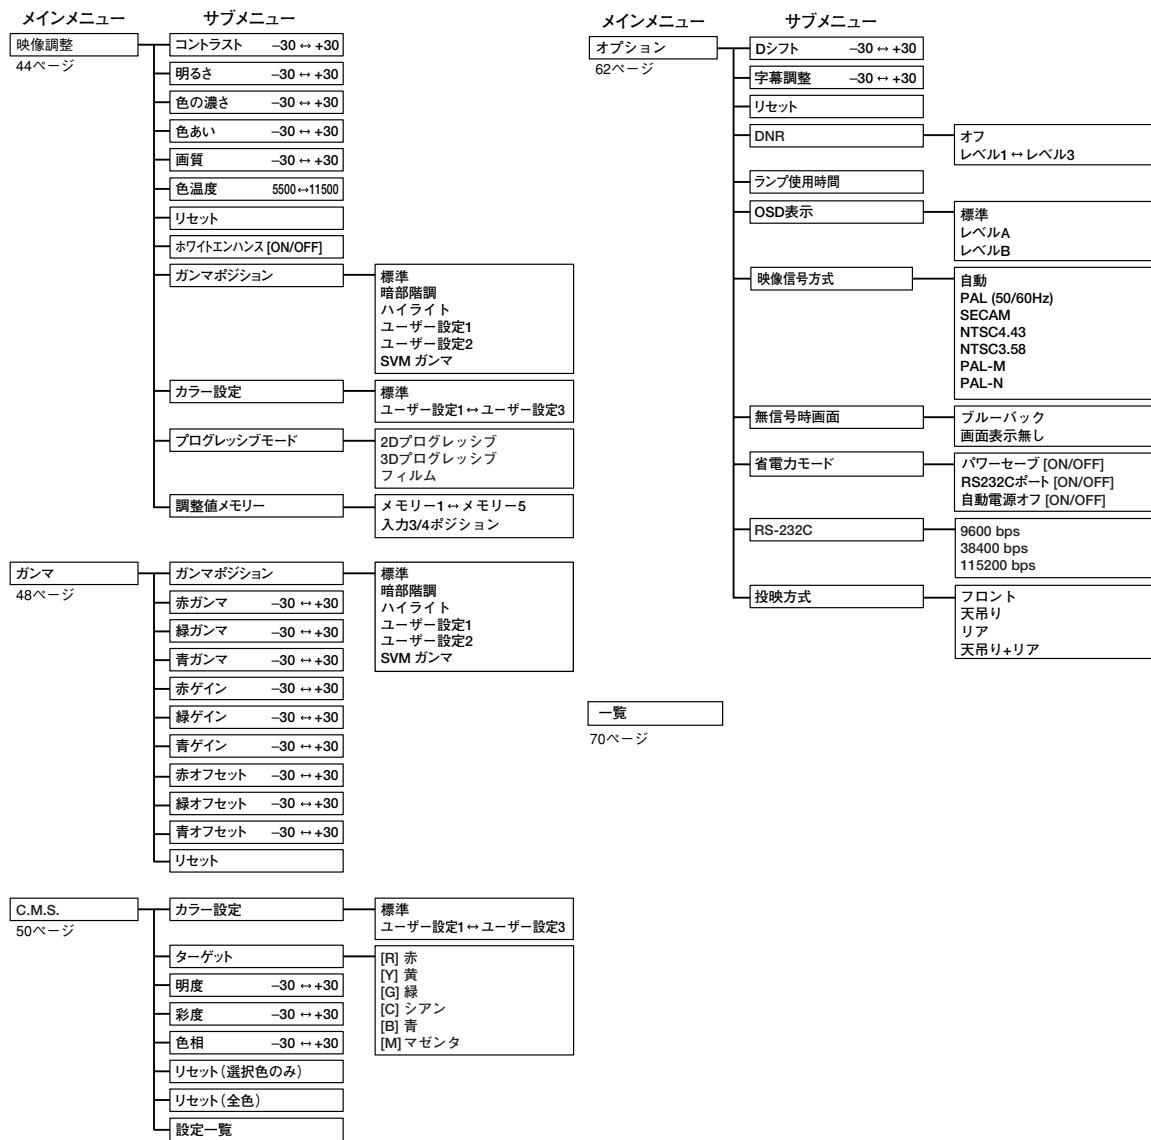 メインメニュー サブメニュー
映像調整
44ページ
コントラスト –30 ↔ +30
明るさ –30 ↔ +30
色の濃さ –30 ↔ +30
色あい –30 ↔ +30
画質 –30 ↔ +30
色温度 5500↔11500
リセット
ホワイトエンハンス [ON/OFF]
ガンマポジション
標準
暗部階調
ハイライト
ユーザー設定1
ユーザー設定2
SVM ガンマ
カラー設定
標準
ユーザー設定1↔ユーザー設定3
プログレッシブモード
2Dプログレッシブ
3Dプログレッシブ
フィルム
調整値メモリー
メモリー1↔メモリー5
入力3/4ポジション
ガンマ
48ページ
ガンマポジション
標準
暗部階調
ハイライト
ユーザー設定1
ユーザー設定2
SVM ガンマ
赤ガンマ –30 ↔ +30
緑ガンマ –30 ↔ +30
青ガンマ –30 ↔ +30
赤ゲイン –30 ↔ +30
緑ゲイン –30 ↔ +30
青ゲイン –30 ↔ +30
赤オフセット –30 ↔ +30
緑オフセット –30 ↔ +30
青オフセット –30 ↔ +30
リセット
C.M.S.
50ページ
カラー設定
標準
ユーザー設定1↔ユーザー設定3
ターゲット
[R] 赤
[Y] 黄
[G] 緑
[C] シアン
[B] 青
[M] マゼンタ
明度 –30 ↔ +30
彩度 –30 ↔ +30
色相 –30 ↔ +30
リセット(選択色のみ)
リセット(全色)
設定一覧
メインメニュー サブメニュー
オプション
62ページ
Dシフト –30 ↔ +30
字幕調整 –30 ↔ +30
リセット
DNR
オフ
レベル1↔レベル3
ランプ使用時間
OSD表示
標準
レベルA
レベルB
映像信号方式
自動
PAL (50/60Hz)
SECAM
NTSC4.43
NTSC3.58
PAL-M
PAL-N
無信号時画面
ブルーバック
画面表示無し
省電力モード
パワーセーブ [ON/OFF]
RS232Cポート [ON/OFF]
自動電源オフ [ON/OFF]
RS-232C
9600 bps
38400 bps
115200 bps
投映方式
フロント
天吊り
リア
天吊り+リア
一覧
70ページ